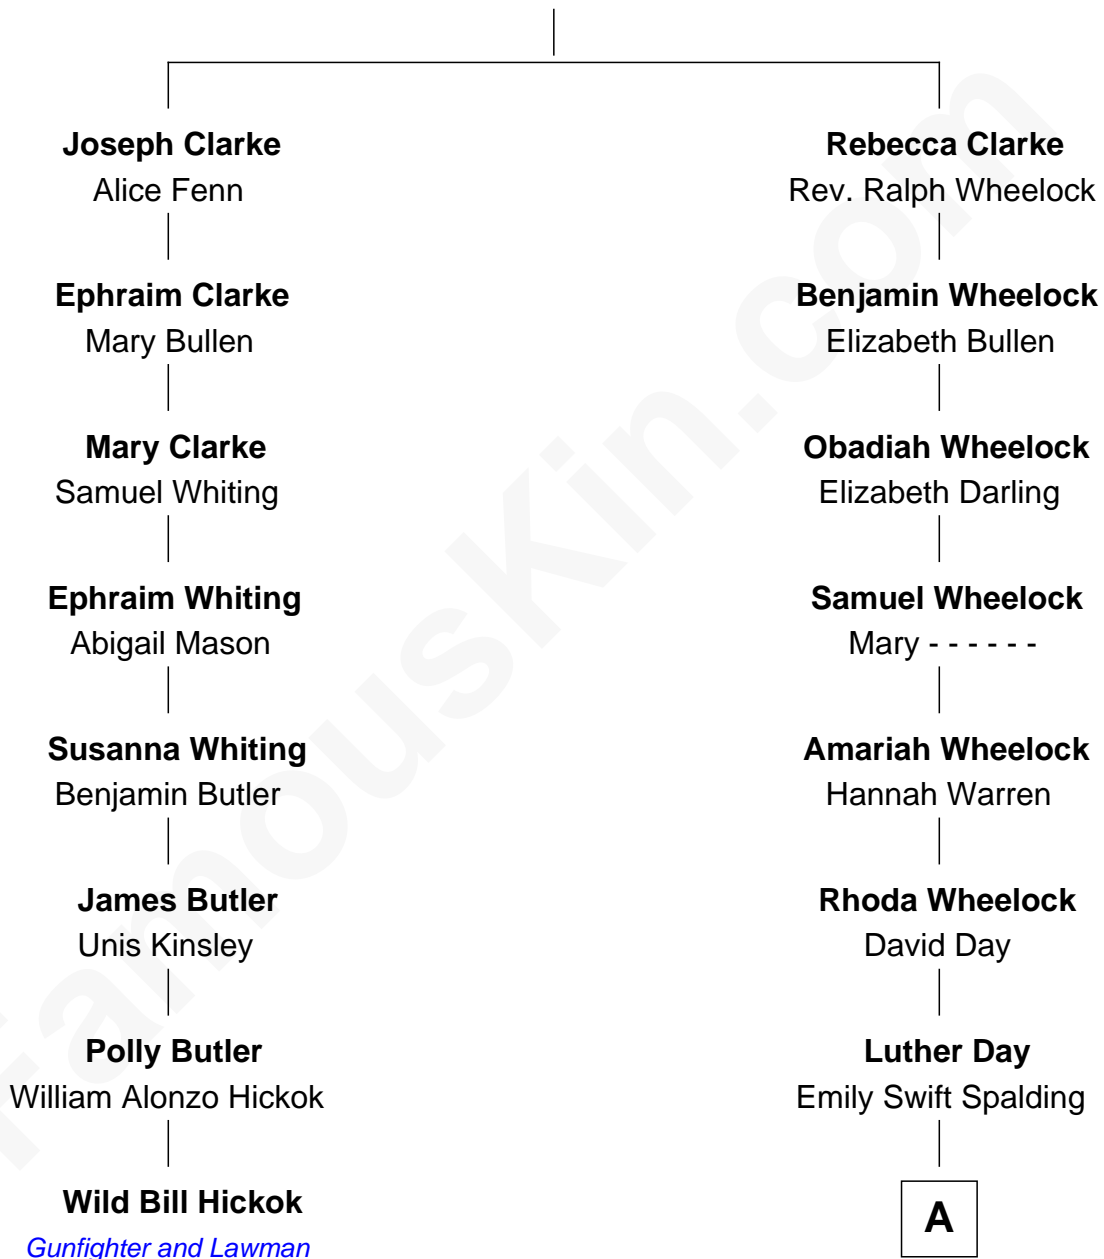 Joseph Clarke
Alice Fenn
Ephraim Clarke
Mary Bullen
Mary Clarke
Samuel Whiting
Ephraim Whiting
Abigail Mason
Susanna Whiting
Benjamin Butler
James Butler
Unis Kinsley
Polly Butler
William Alonzo Hickok
Wild Bill Hickok
Gunfighter and Lawman
Rebecca Clarke
Rev. Ralph Wheelock
Benjamin Wheelock
Elizabeth Bullen
Obadiah Wheelock
Elizabeth Darling
Samuel Wheelock
Mary - - - - - -
Amariah Wheelock
Hannah Warren
Rhoda Wheelock
David Day
Luther Day
Emily Swift Spalding
A
FamousKin.com